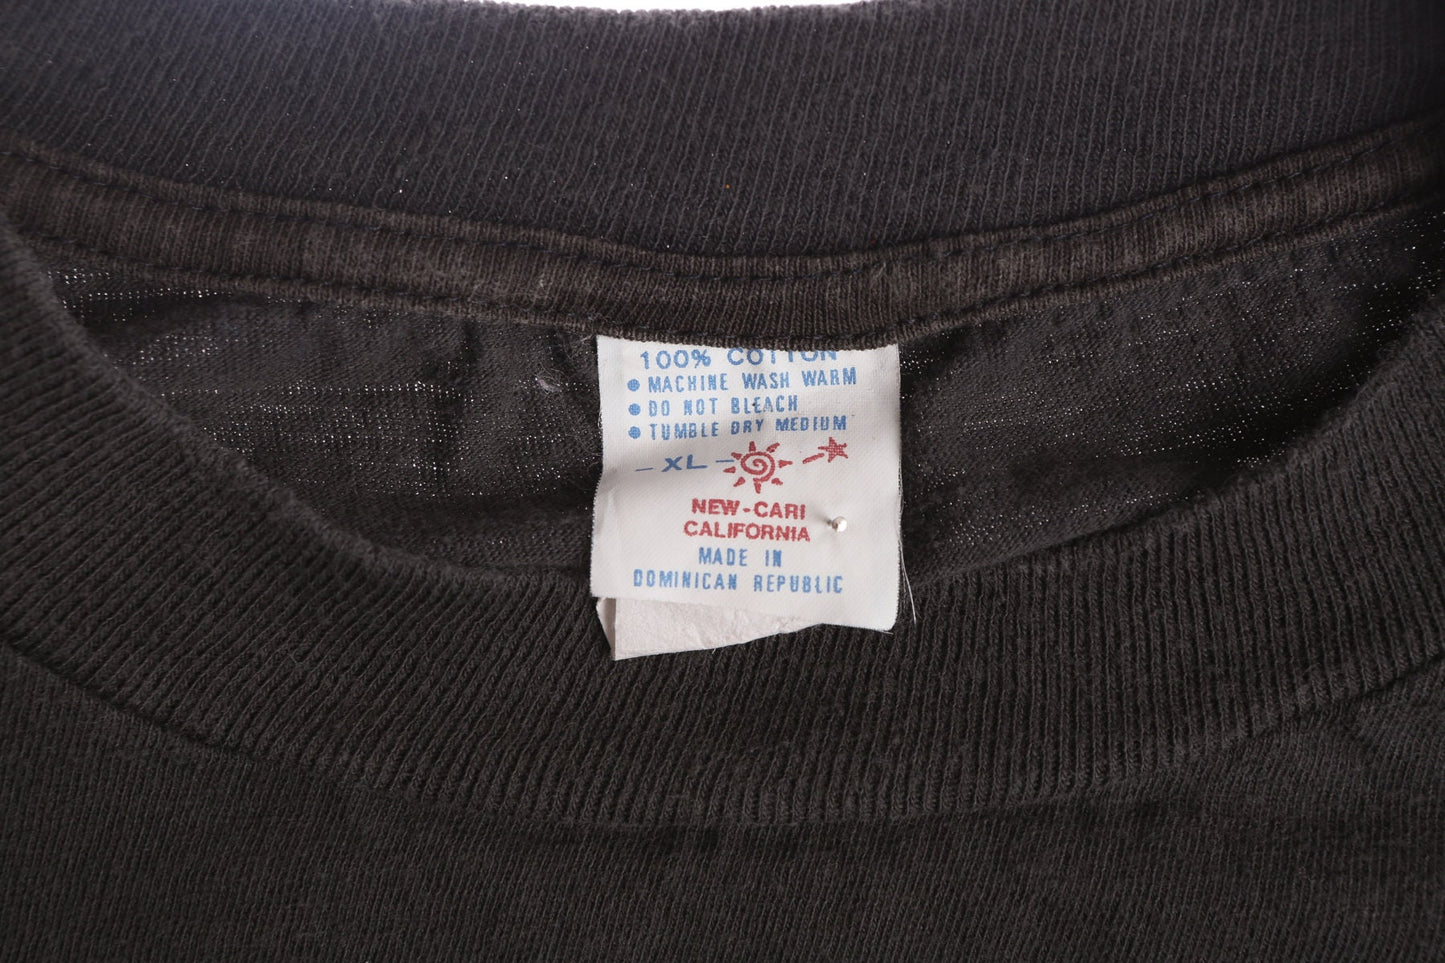 100% COTTON
• MACHINE WASH WARM
• DO NOT BLEACH
• TUMBLE DRY MEDIUM
- XL -
NEW-CARI
CALIFORNIA
MADE IN
DOMINICAN REPUBLIC